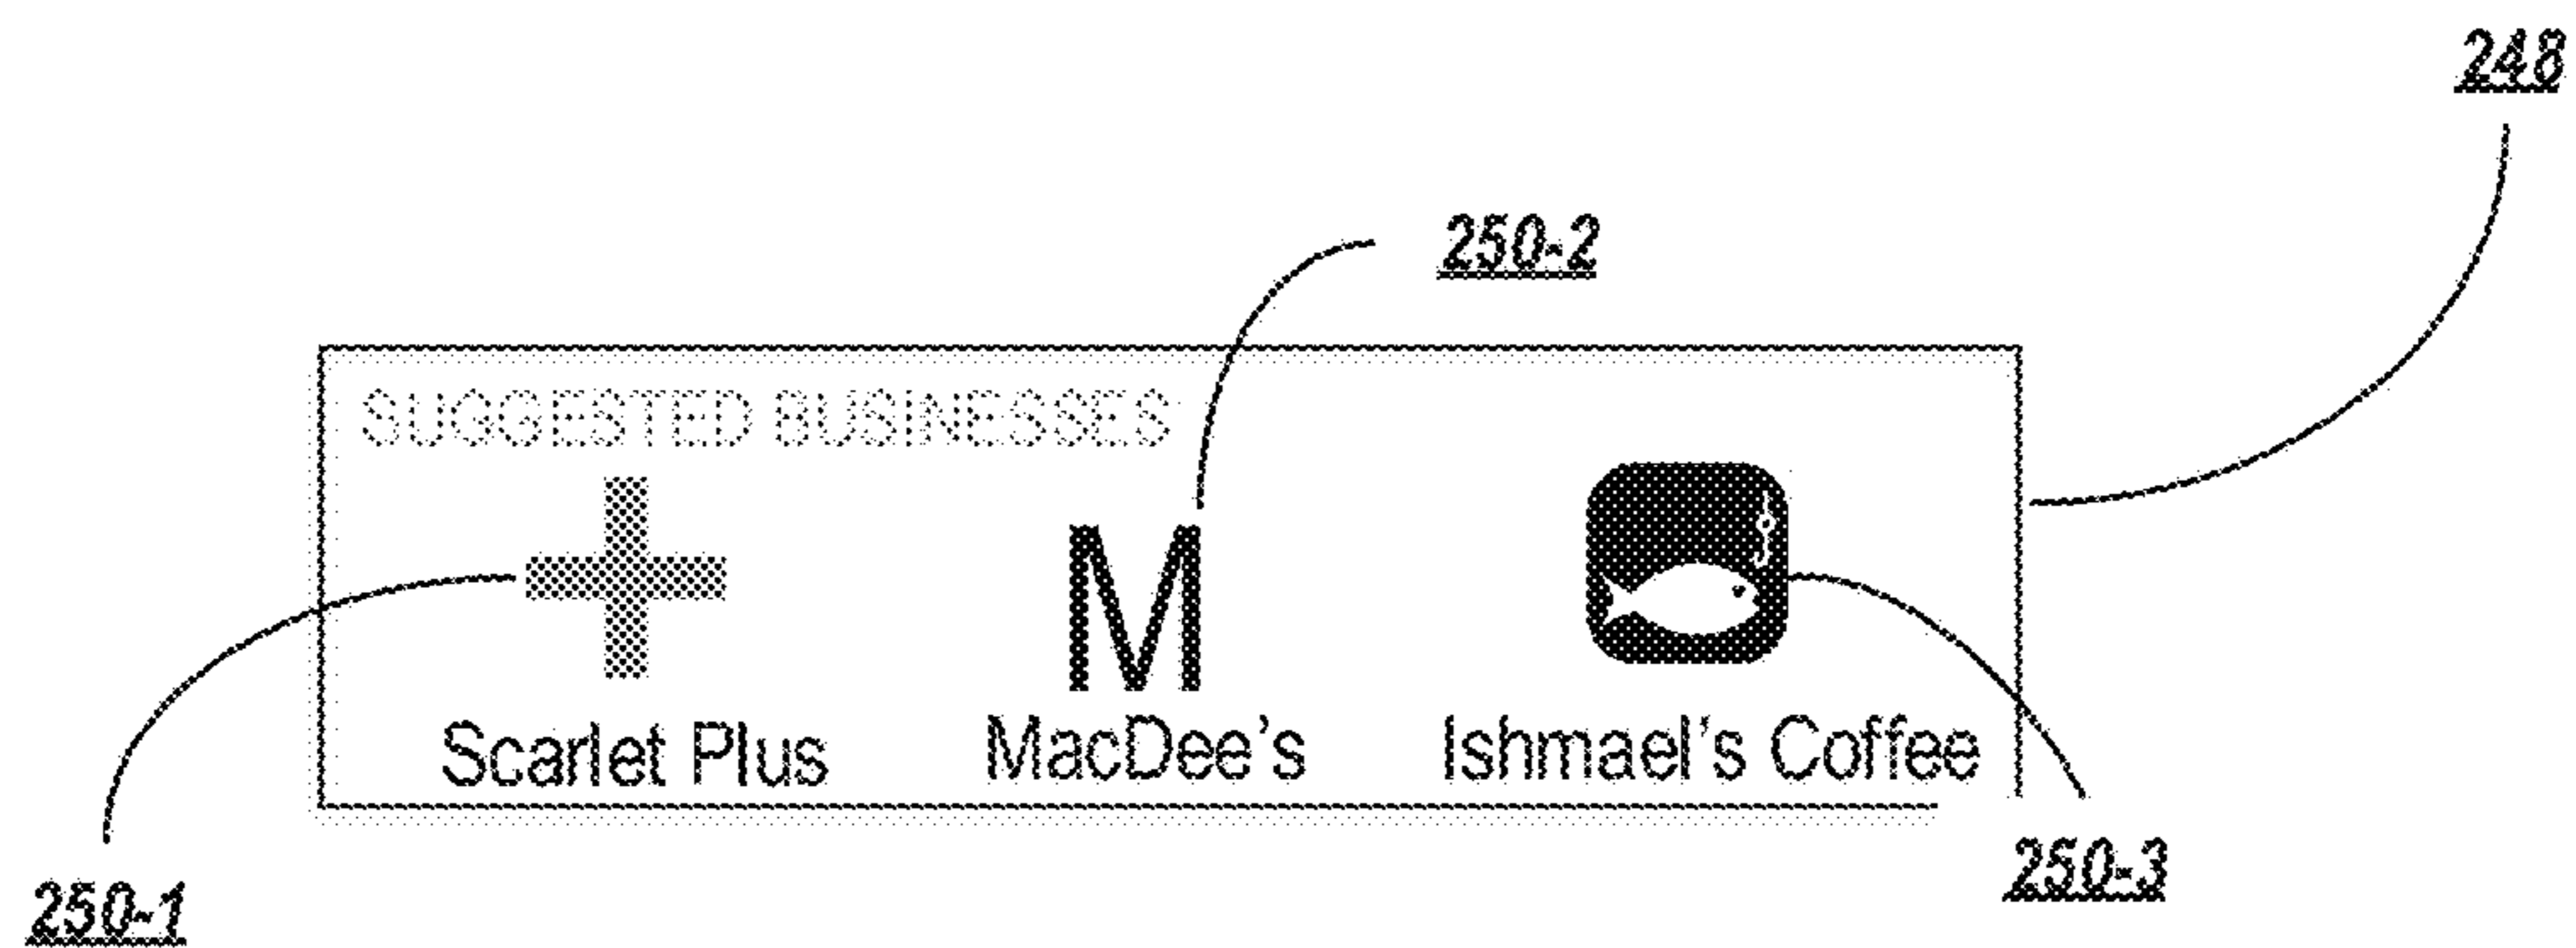 248
250-2
SUGGESTED BUSINESSES
M
Scarlet Plus MacDee's Ishmael's Coffee
250-1
250-3